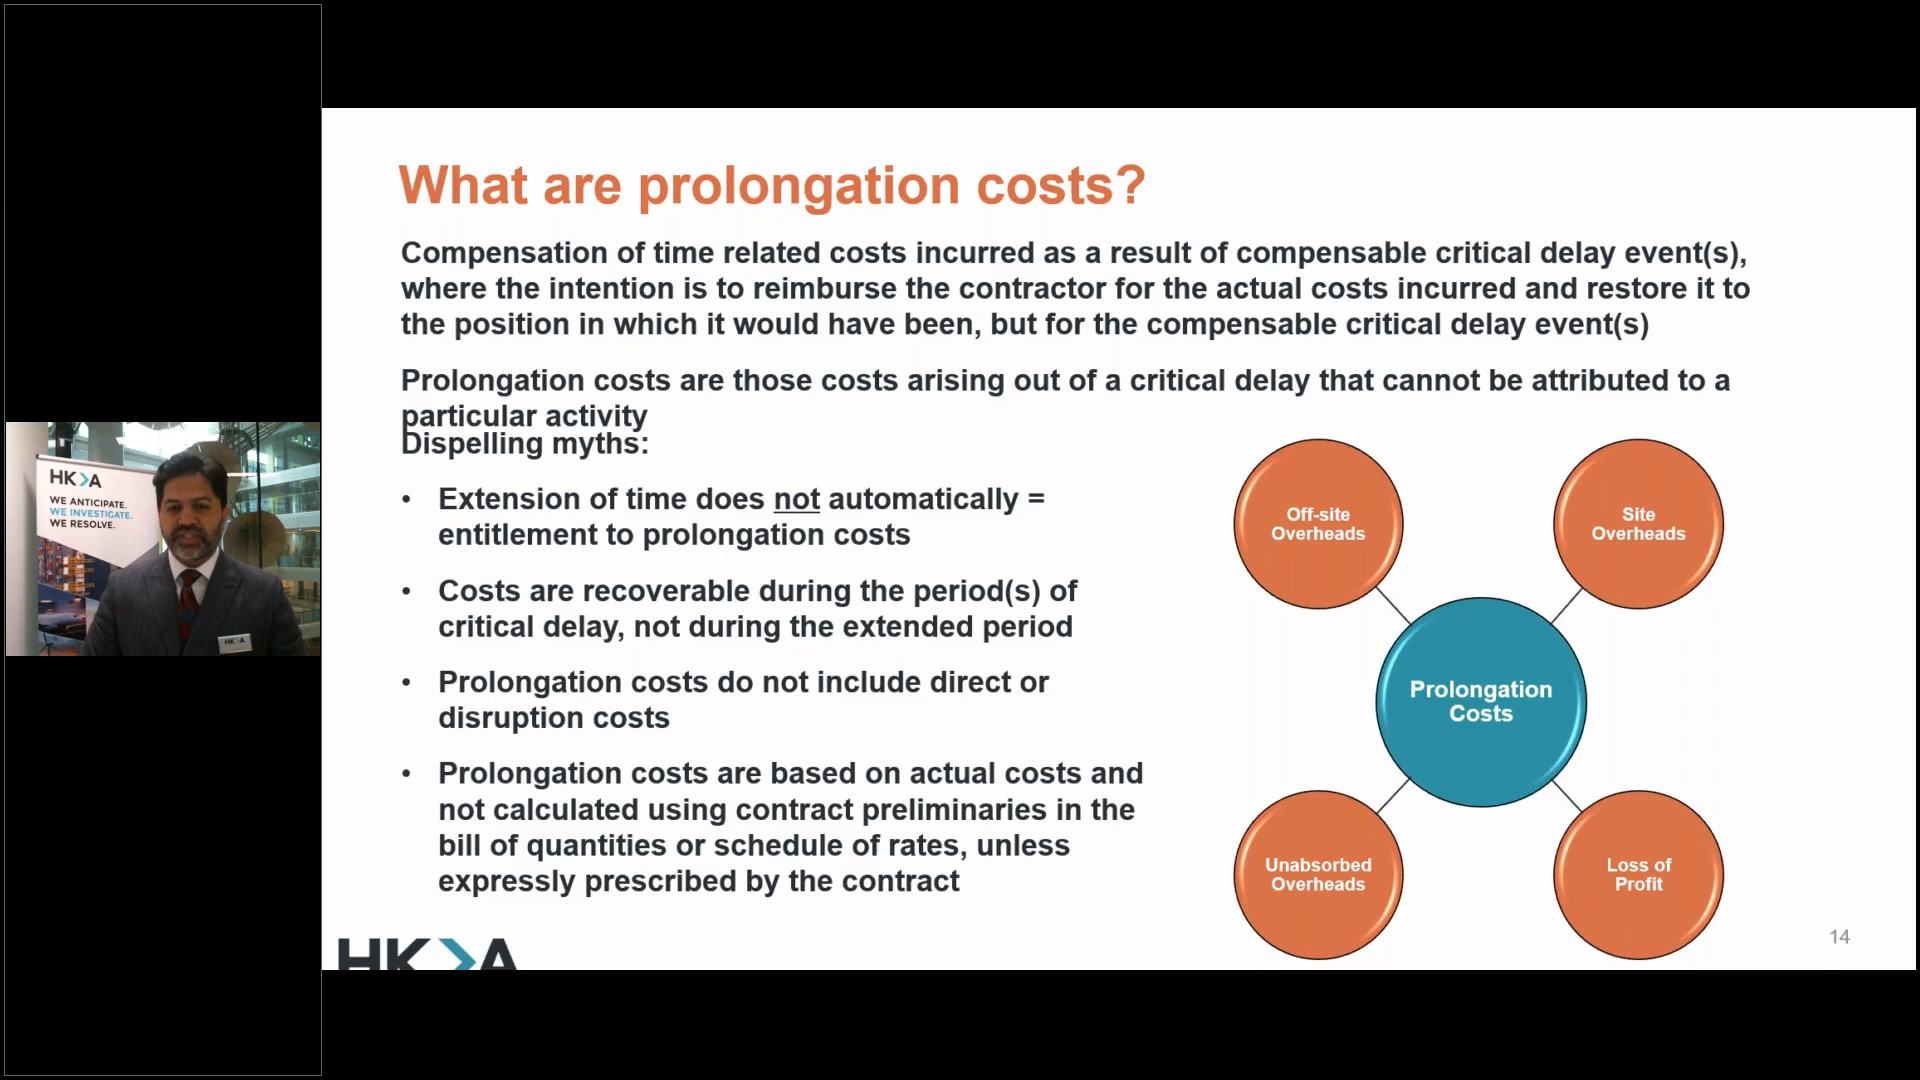 What are prolongation costs?
Compensation of time related costs incurred as a result of compensable critical delay event(s),
where the intention is to reimburse the contractor for the actual costs incurred and restore it to
the position in which it would have been, but for the compensable critical delay event(s)
Prolongation costs are those costs arising out of a critical delay that cannot be attributed to a
particular activity
Dispelling myths:
• Extension of time does not automatically =
entitlement to prolongation costs
• Costs are recoverable during the period(s) of
critical delay, not during the extended period
• Prolongation costs do not include direct or
disruption costs
• Prolongation costs are based on actual costs and
not calculated using contract preliminaries in the
bill of quantities or schedule of rates, unless
expressly prescribed by the contract
Off-site
Overheads
Site
Overheads
Prolongation
Costs
Unabsorbed
Overheads
Loss of
Profit
14
HKA
HKA
WE ANTICIPATE.
WE INVESTIGATE.
WE RESOLVE.
HKA